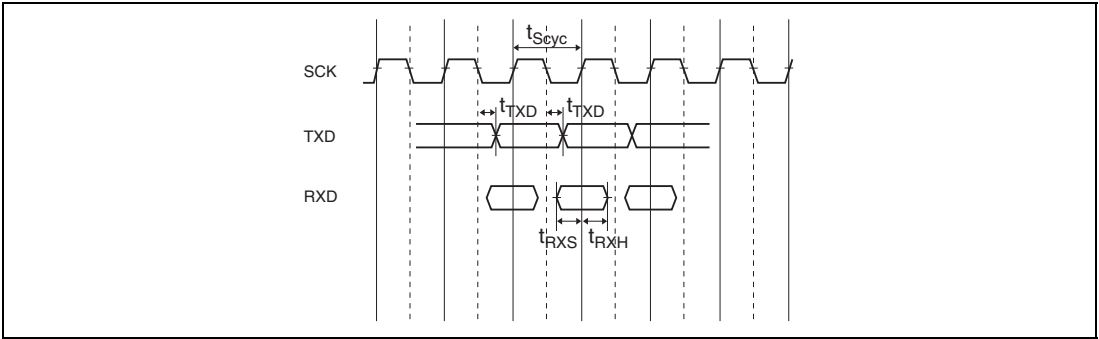 tScyc
SCK
tTXD tTXD
TXD
RXD
tRXS tRXH